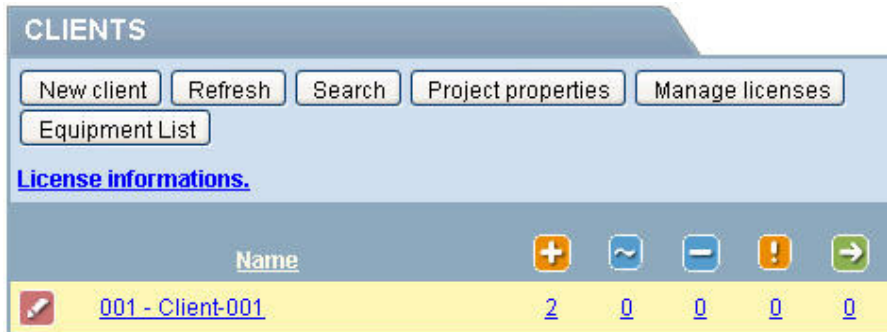 CLIENTS
New client Refresh Search Project properties Manage licenses
Equipment List
License informations.
Name
001 - Client-001 2 0 0 0 0